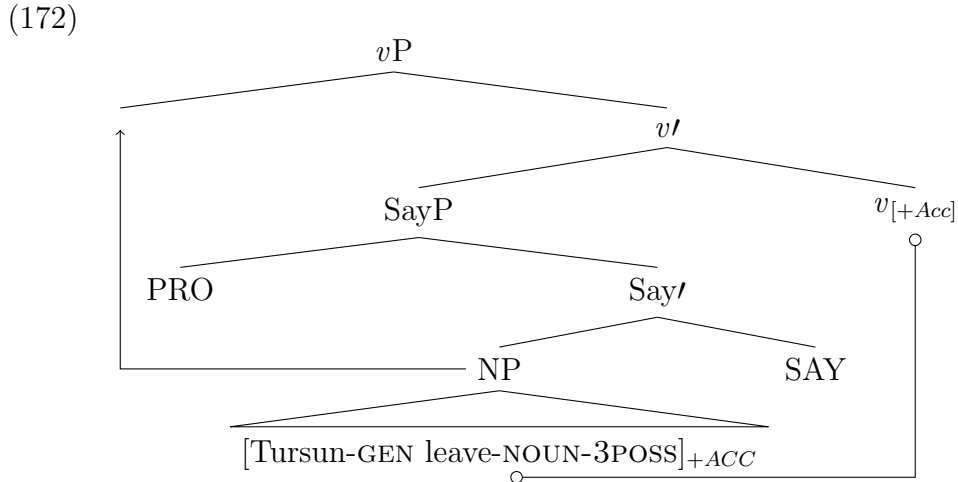 (172)
vP
v′
SayP v[+Acc]
PRO Say′
NP SAY
[Tursun-GEN leave-NOUN-3POSS]+ACC